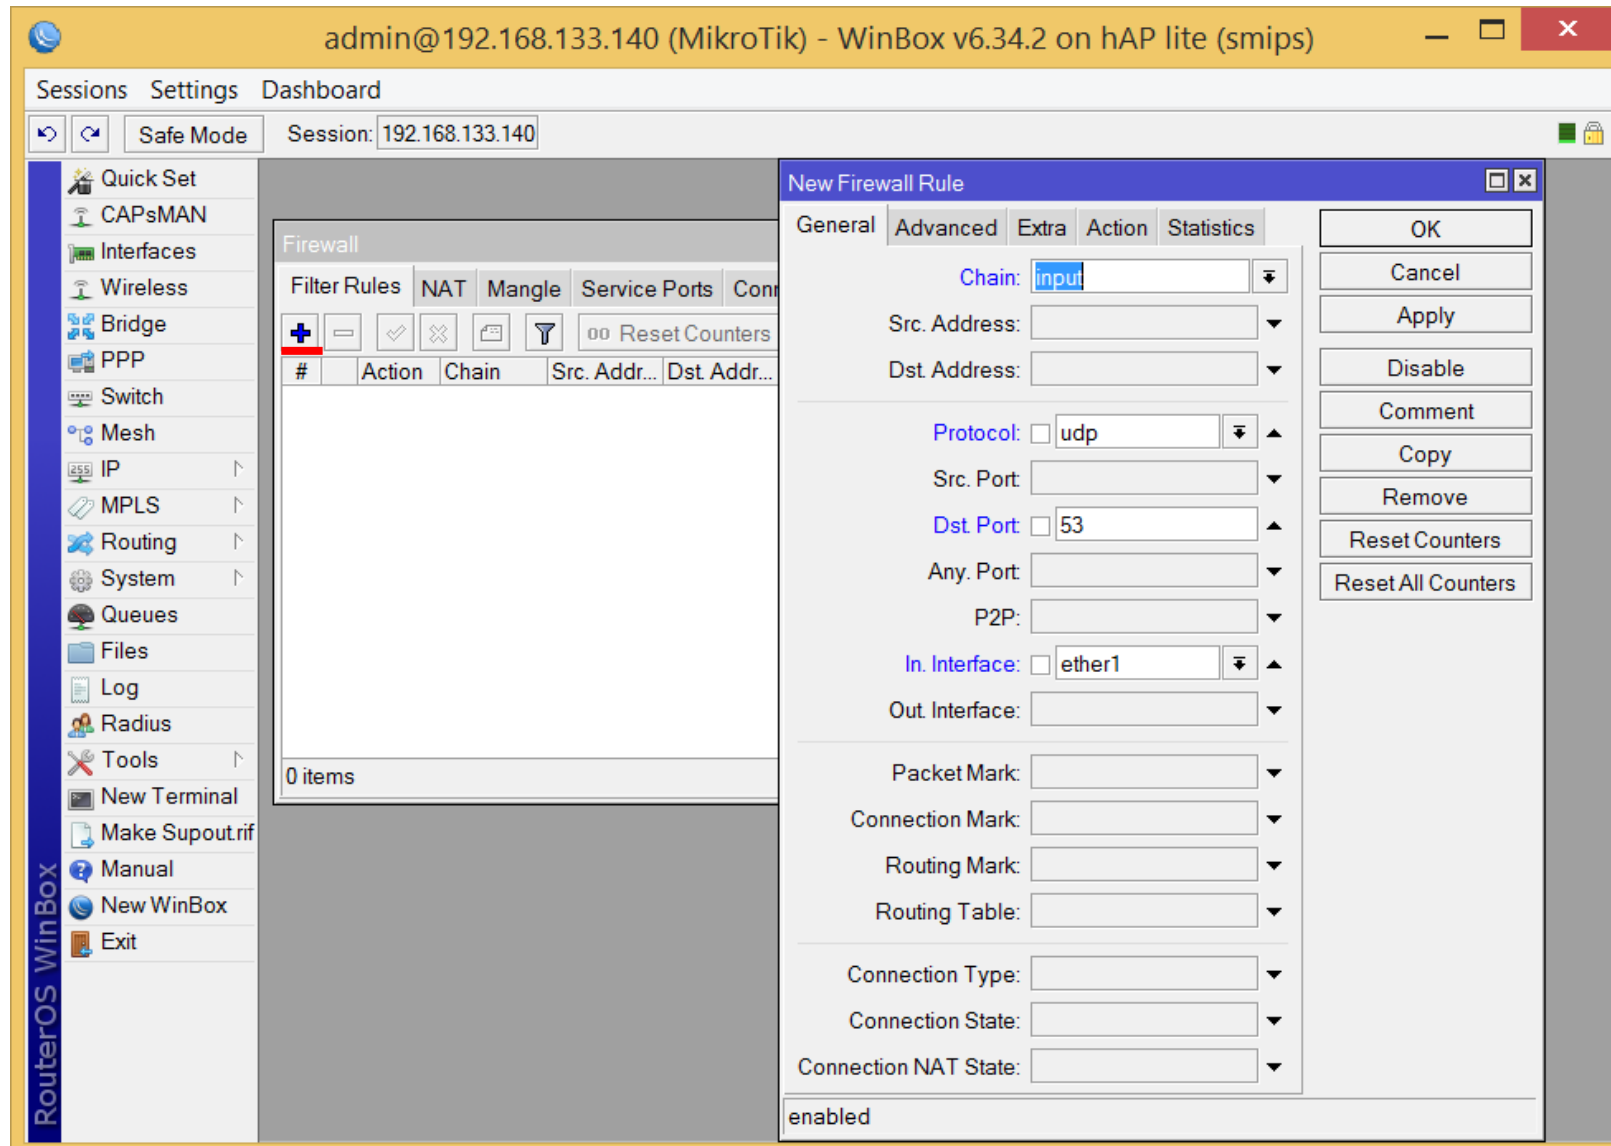 admin@192.168.133.140 (MikroTik) - WinBox v6.34.2 on hAP lite (smips)
Sessions Settings Dashboard
Safe Mode Session: 192.168.133.140
RouterOS WinBox
Quick Set
CAPsMAN
Interfaces
Wireless
Bridge
PPP
Switch
Mesh
IP
MPLS
Routing
System
Queues
Files
Log
Radius
Tools
New Terminal
Make Supout.rif
Manual
New WinBox
Exit
Firewall
Filter Rules NAT Mangle Service Ports Conn
00 Reset Counters
# Action Chain Src. Addr... Dst. Addr...
0 items
New Firewall Rule
General Advanced Extra Action Statistics
Chain: input
Src. Address:
Dst. Address:
Protocol: udp
Src. Port:
Dst. Port: 53
Any. Port:
P2P:
In. Interface: ether1
Out. Interface:
Packet Mark:
Connection Mark:
Routing Mark:
Routing Table:
Connection Type:
Connection State:
Connection NAT State:
enabled
OK
Cancel
Apply
Disable
Comment
Copy
Remove
Reset Counters
Reset All Counters